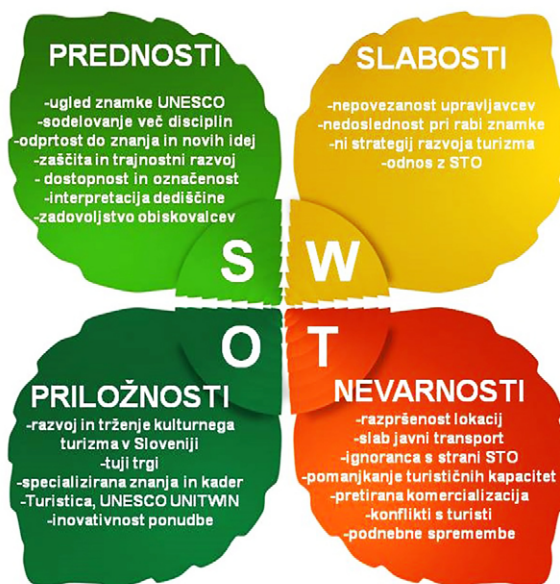 PREDNOSTI
-ugled znamke UNESCO
-sodelovanje več disciplin
-odprtost do znanja in novih idej
-zaščita in trajnostni razvoj
- dostopnost in označenost
-interpretacija dediščine
-zadovoljstvo obiskovalcev
S
SLABOSTI
-nepovezanost upravljavcev
-nedoslednost pri rabi znamke
-ni strategij razvoja turizma
-odnos z STO
W
O
PRILOŽNOSTI
-razvoj in trženje kulturnega
turizma v Sloveniji
-tuji trgi
-specializirana znanja in kader
-Turistica, UNESCO UNITWIN
-inovativnost ponudbe
T
NEVARNOSTI
-razpršenost lokacij
-slab javni transport
-ignoranca s strani STO
-pomanjkanje turističnih kapacitet
-pretirana komercializacija
-konflikti s turisti
-podnebne spremembe